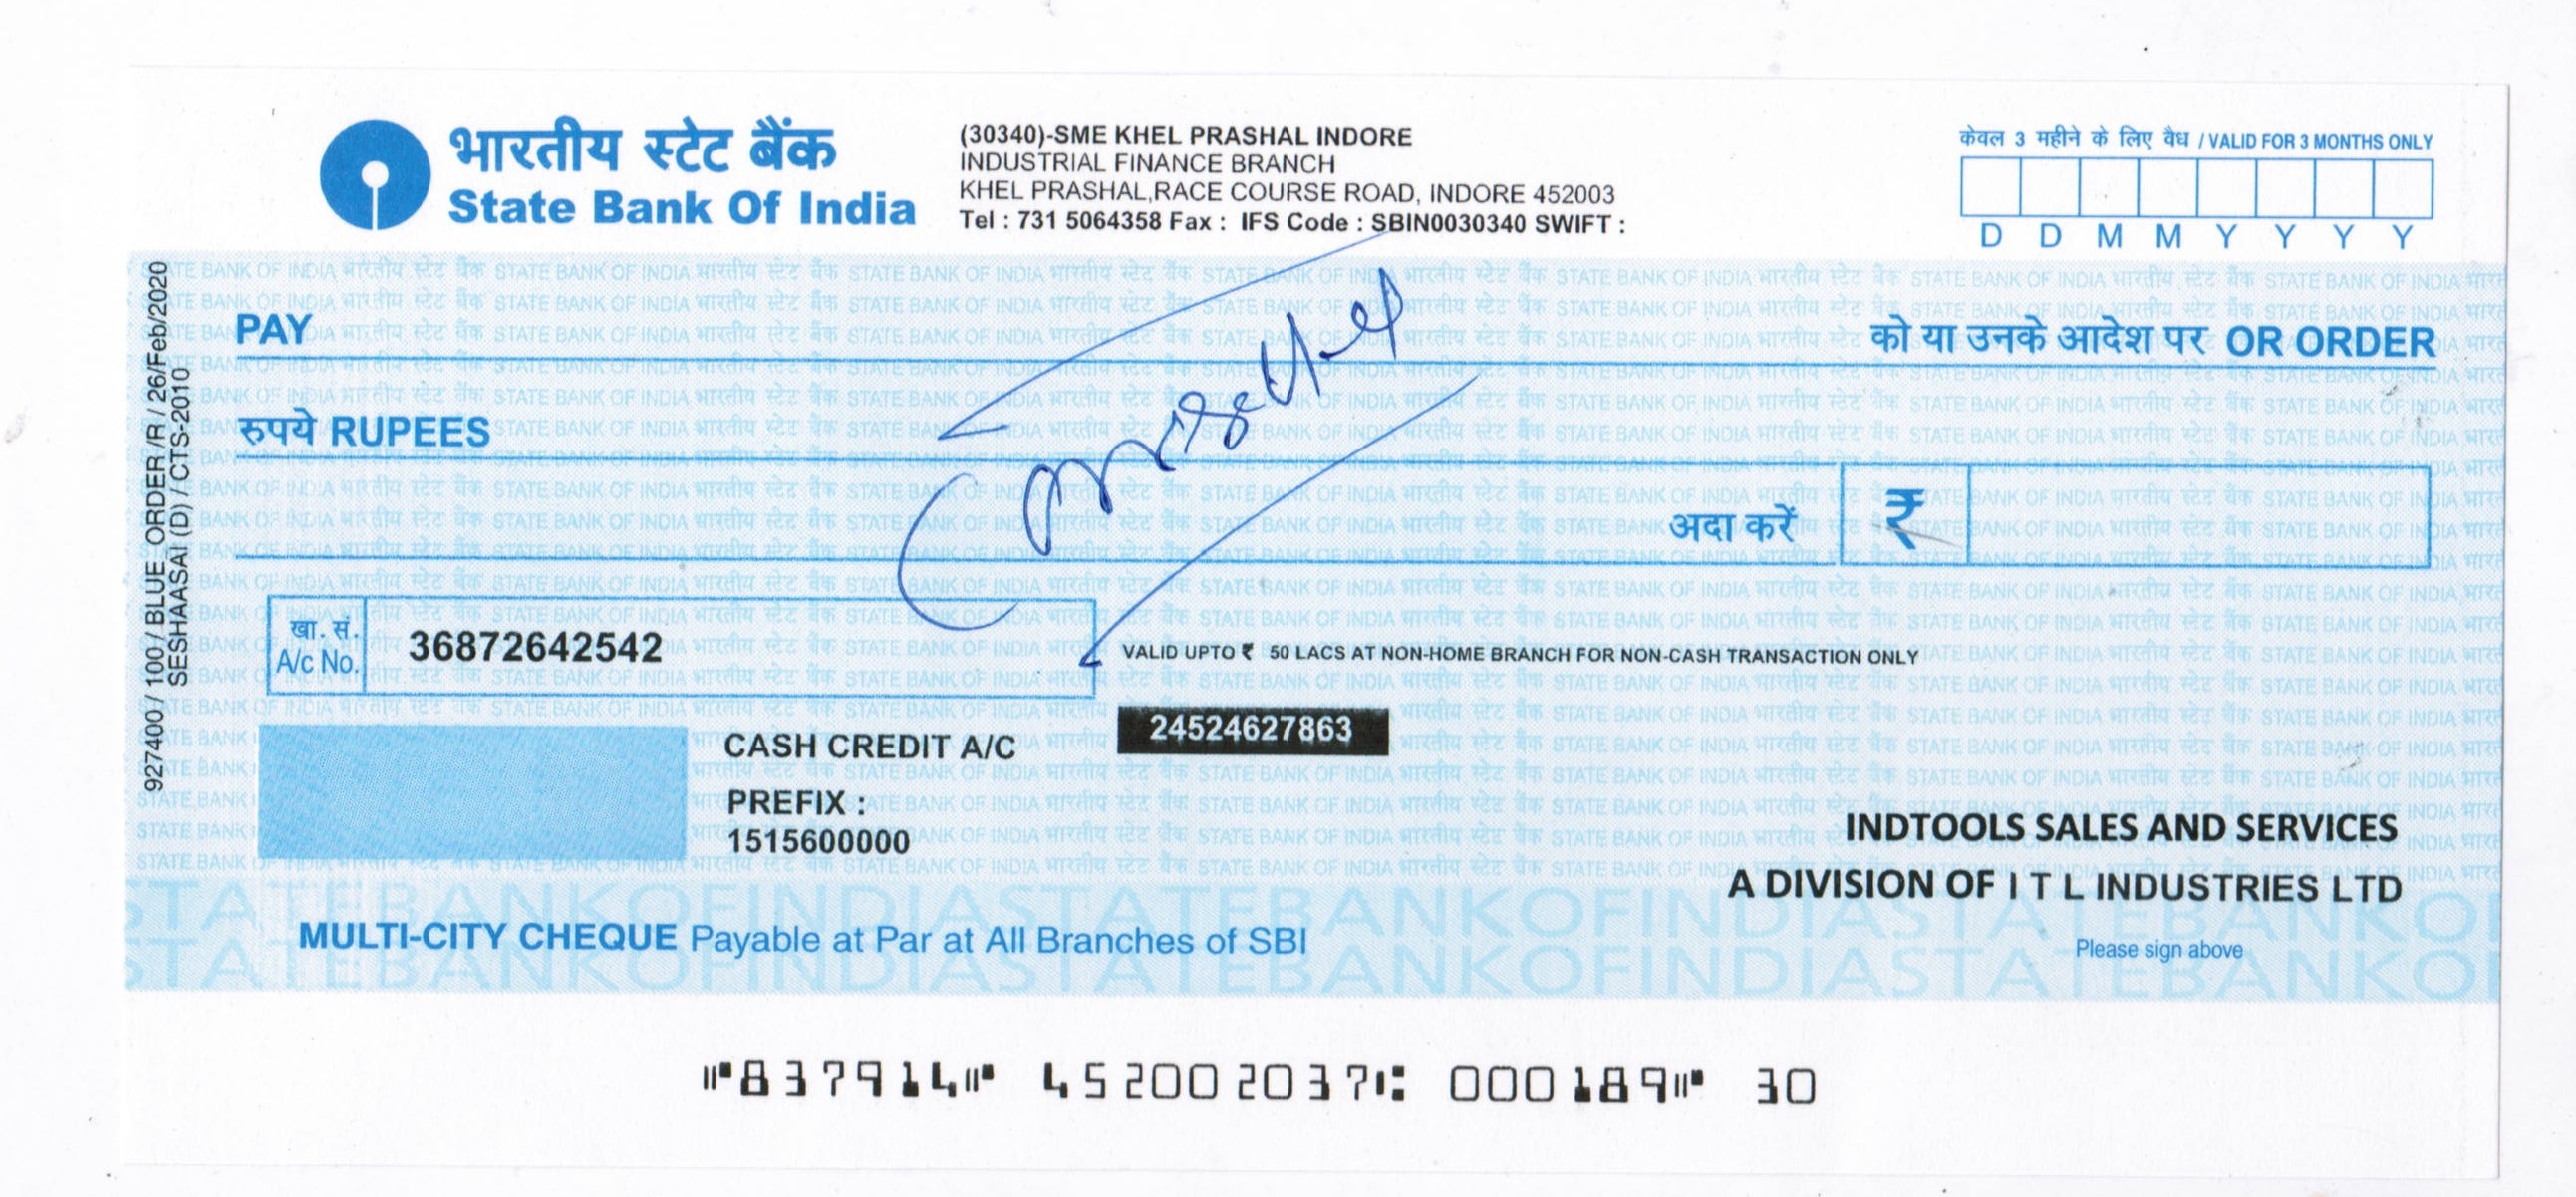 भारतीय स्टेट बैंक
State Bank Of India
(30340)-SME KHEL PRASHAL INDORE
INDUSTRIAL FINANCE BRANCH
KHEL PRASHAL,RACE COURSE ROAD, INDORE 452003
Tel : 731 5064358 Fax : IFS Code : SBIN0030340 SWIFT :
केवल 3 महीने के लिए वैध / VALID FOR 3 MONTHS ONLY
D D M M Y Y Y Y
927400 / 100 / BLUE_ORDER / R / 26/Feb/2020
SESHAASAI (D) / CTS-2010
PAY
को या उनके आदेश पर OR ORDER
रुपये RUPEES
अदा करें ₹
खा. सं.
A/c No.
36872642542
VALID UPTO ₹ 50 LACS AT NON-HOME BRANCH FOR NON-CASH TRANSACTION ONLY
24524627863
CASH CREDIT A/C
PREFIX :
1515600000
INDTOOLS SALES AND SERVICES
A DIVISION OF I T L INDUSTRIES LTD
MULTI-CITY CHEQUE Payable at Par at All Branches of SBI
Please sign above
⑈837914⑈ 452002037⑆ 000189⑈ 30